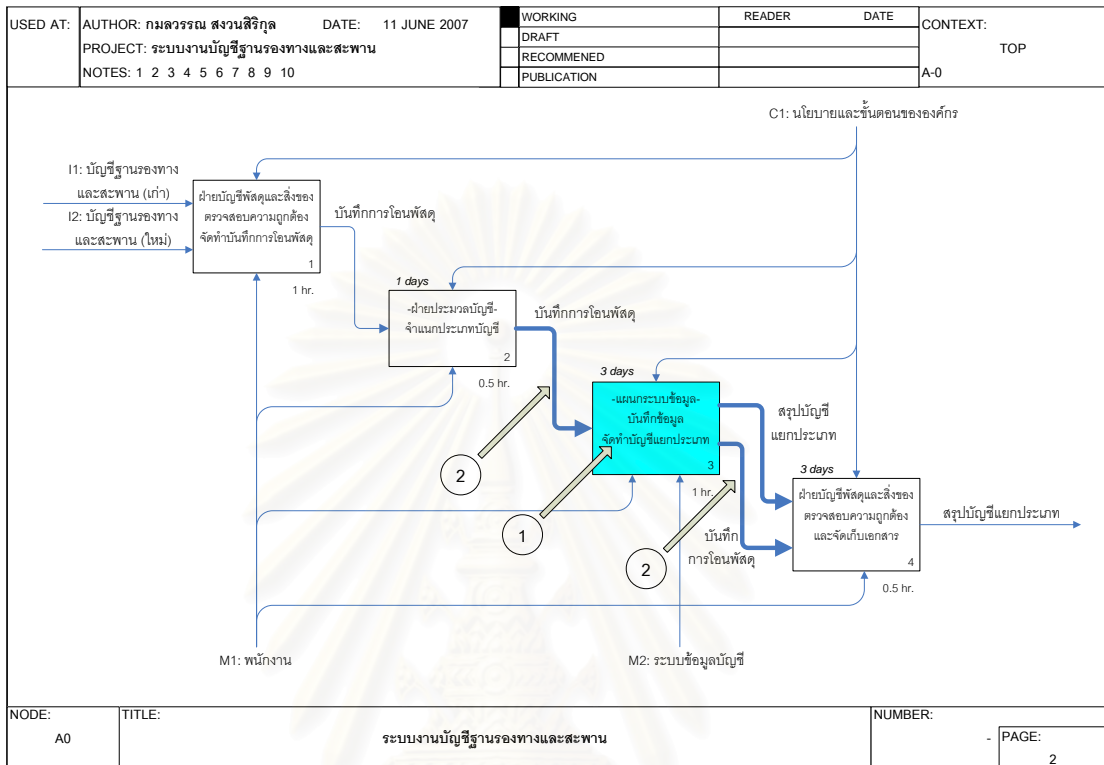 USED AT:
AUTHOR: กมลวรรณ สงวนสิริกุล DATE: 11 JUNE 2007
PROJECT: ระบบงานบัญชีฐานรองทางและสะพาน
NOTES: 1 2 3 4 5 6 7 8 9 10
WORKING
DRAFT
RECOMMENED
PUBLICATION
READER DATE
CONTEXT:
TOP
A-0
C1: นโยบายและขั้นตอนขององค์กร
I1: บัญชีฐานรองทาง
และสะพาน (เก่า)
I2: บัญชีฐานรองทาง
และสะพาน (ใหม่)
ฝ่ายบัญชีพัสดุและสิ่งของ
ตรวจสอบความถูกต้อง
จัดทำบันทึกการโอนพัสดุ
1
1 hr.
บันทึกการโอนพัสดุ
1 days
-ฝ่ายประมวลบัญชี-
จำแนกประเภทบัญชี
2
0.5 hr.
บันทึกการโอนพัสดุ
3 days
-แผนกระบบข้อมูล-
บันทึกข้อมูล
จัดทำบัญชีแยกประเภท
3
1 hr.
สรุปบัญชี
แยกประเภท
บันทึก
การโอนพัสดุ
3 days
ฝ่ายบัญชีพัสดุและสิ่งของ
ตรวจสอบความถูกต้อง
และจัดเก็บเอกสาร
4
0.5 hr.
สรุปบัญชีแยกประเภท
2
1
2
M1: พนักงาน
M2: ระบบข้อมูลบัญชี
NODE:
A0
TITLE:
ระบบงานบัญชีฐานรองทางและสะพาน
NUMBER:
-
PAGE:
2